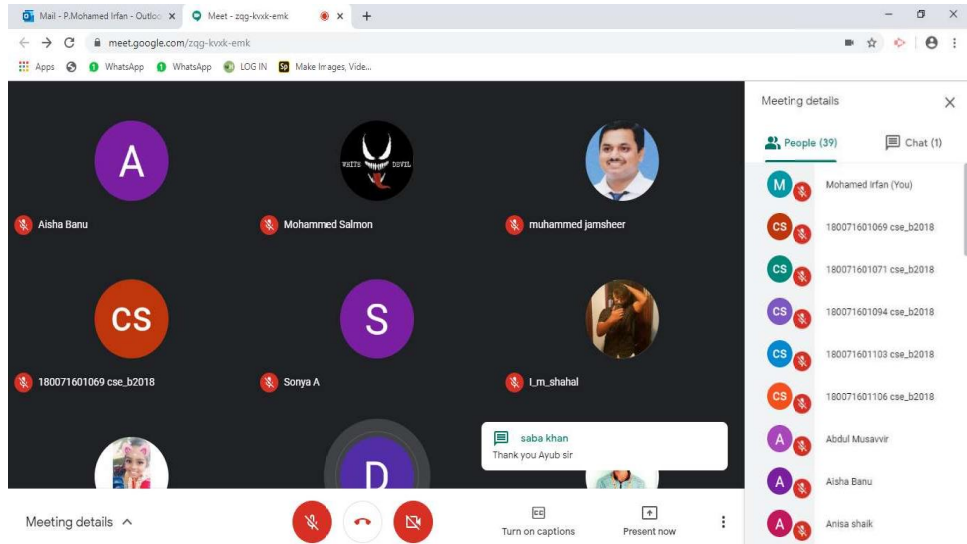 Mail - P.Mohamed Irfan - Outloo
Meet - zqg-kvxk-emk
meet.google.com/zqg-kvxk-emk
Apps
WhatsApp
WhatsApp
LOG IN
Sp Make Images, Vide...
A
Aisha Banu
WHITE DEVIL
Mohammed Salmon
muhammed jamsheer
CS
180071601069 cse_b2018
S
Sonya A
I_m_shahal
D
saba khan
Thank you Ayub sir
Meeting details
CC
Turn on captions
Present now
Meeting details
People (39)
Chat (1)
M Mohamed Irfan (You)
CS 180071601069 cse_b2018
CS 180071601071 cse_b2018
CS 180071601094 cse_b2018
CS 180071601103 cse_b2018
CS 180071601106 cse_b2018
A Abdul Musavvir
A Aisha Banu
A Anisa shaik